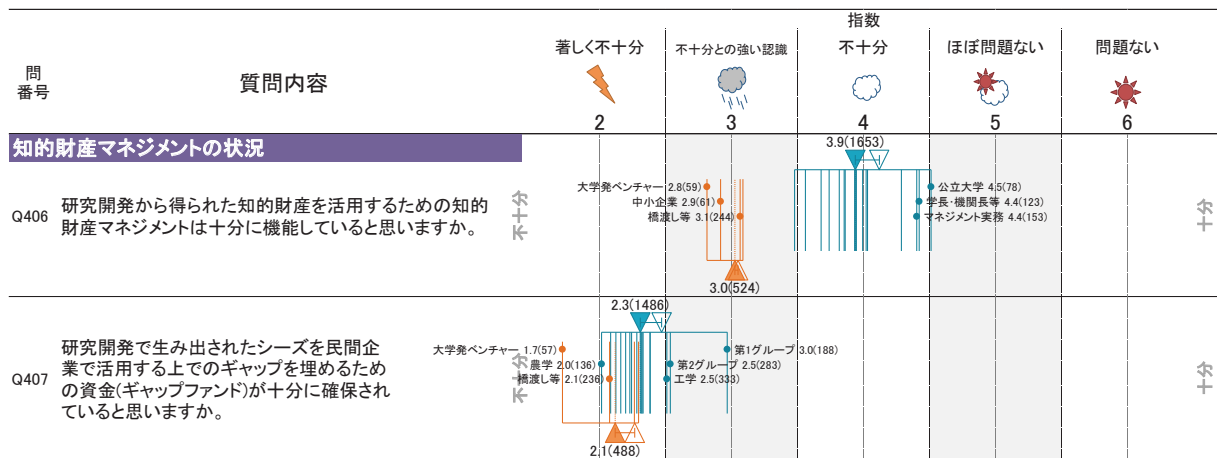 指数
著しく不十分
不十分との強い認識
不十分
ほぼ問題ない
問題ない
問
番号
質問内容
2
3
4
5
6
知的財産マネジメントの状況
3.9(1653)
Q406
研究開発から得られた知的財産を活用するための知的
財産マネジメントは十分に機能していると思いますか。
不十分
大学発ベンチャー 2.8(59)
中小企業 2.9(61)
橋渡し等 3.1(244)
公立大学 4.5(78)
学長・機関長等 4.4(123)
マネジメント実務 4.4(153)
十分
3.0(524)
2.3(1486)
Q407
研究開発で生み出されたシーズを民間企
業で活用する上でのギャップを埋めるため
の資金(ギャップファンド)が十分に確保され
ていると思いますか。
不十分
大学発ベンチャー 1.7(57)
農学 2.0(136)
橋渡し等 2.1(236)
第1グループ 3.0(188)
第2グループ 2.5(283)
工学 2.5(333)
十分
2.1(488)